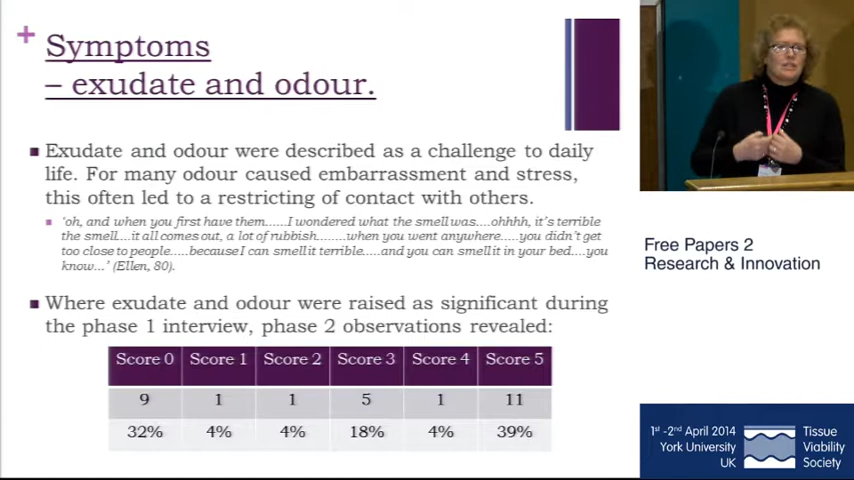 + Symptoms
– exudate and odour.
Exudate and odour were described as a challenge to daily
life. For many odour caused embarrassment and stress,
this often led to a restricting of contact with others.
‘oh, and when you first have them......I wondered what the smell was....ohhhh, it’s terrible
the smell....it all comes out, a lot of rubbish........when you went anywhere.....you didn’t get
too close to people.....because I can smell it terrible.....and you can smell it in your bed....you
know...’ (Ellen, 80).
Where exudate and odour were raised as significant during
the phase 1 interview, phase 2 observations revealed:
Score 0 Score 1 Score 2 Score 3 Score 4 Score 5
9 1 1 5 1 11
32% 4% 4% 18% 4% 39%
Free Papers 2
Research & Innovation
1st -2nd April 2014
York University
UK
Tissue
Viability
Society